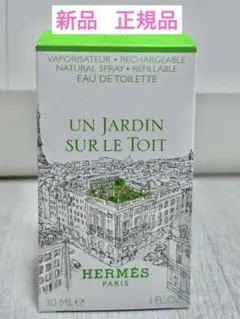 新品　正規品
VAPORISATEUR • RECHARGEABLE
NATURAL SPRAY • REFILLABLE
EAU DE TOILETTE
UN JARDIN
SUR LE TOIT
HERMÈS
PARIS
30 ML e 1 FL.OZ